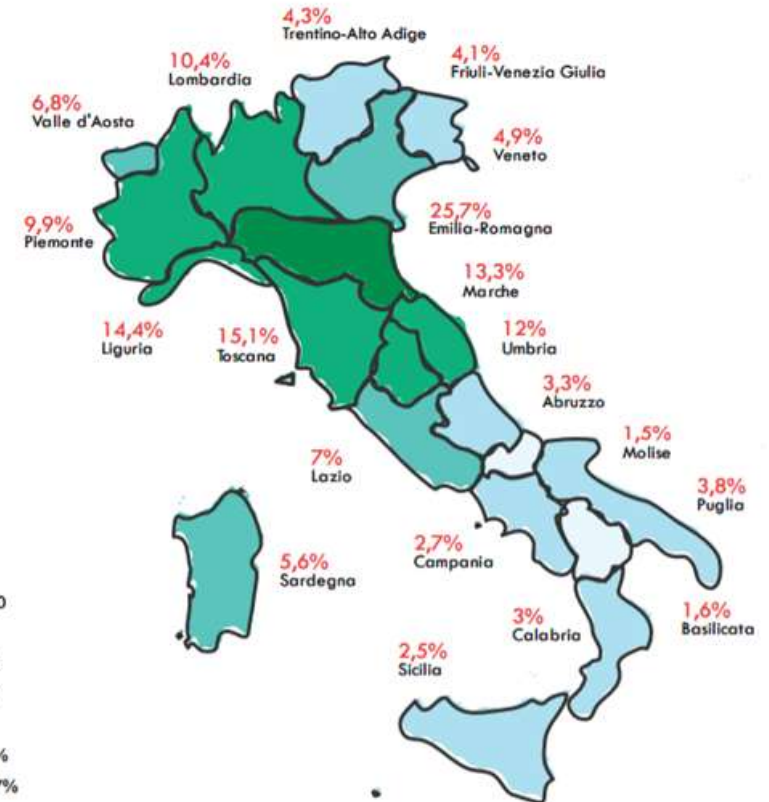 4,3%
Trentino-Alto Adige
10,4%
Lombardia
4,1%
Friuli-Venezia Giulia
6,8%
Valle d'Aosta
4,9%
Veneto
9,9%
Piemonte
25,7%
Emilia-Romagna
13,3%
Marche
14,4%
Liguria
15,1%
Toscana
12%
Umbria
3,3%
Abruzzo
1,5%
Molise
7%
Lazio
3,8%
Puglia
2,7%
Campania
5,6%
Sardegna
3%
Calabria
1,6%
Basilicata
2,5%
Sicilia